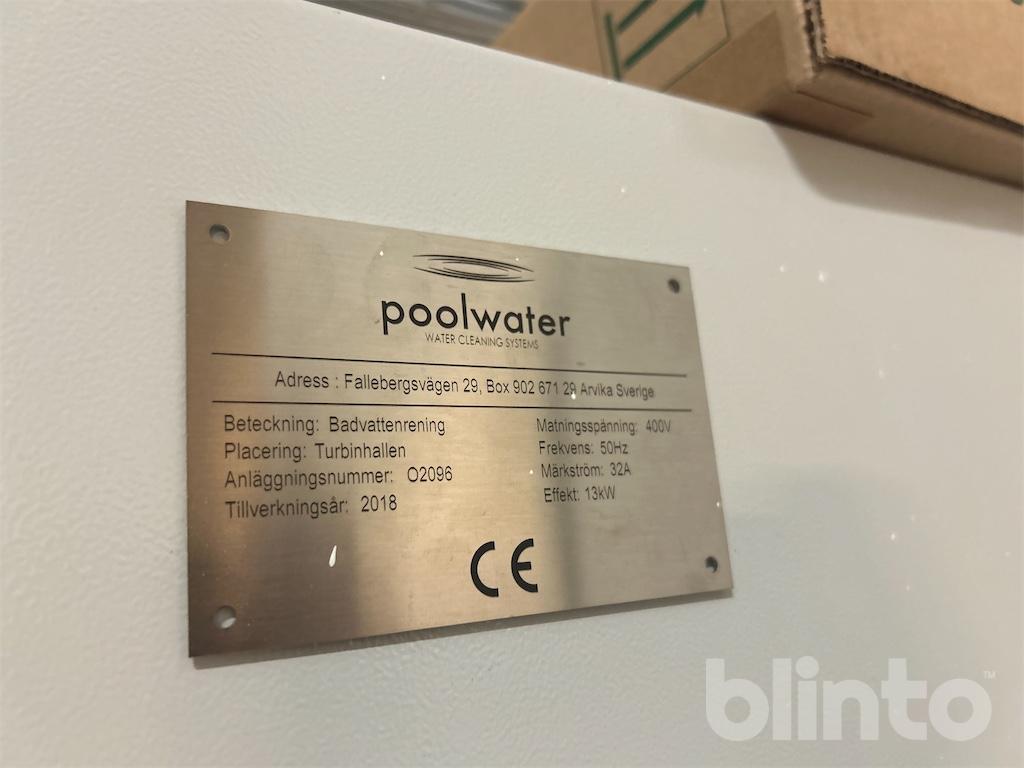 poolwater
WATER CLEANING SYSTEMS
Adress : Fallebergsvägen 29, Box 902 671 29 Arvika Sverige
Beteckning: Badvattenrening
Placering: Turbinhallen
Anläggningsnummer: O2096
Tillverkningsår: 2018
Matningsspänning: 400V
Frekvens: 50Hz
Märkström: 32A
Effekt: 13kW
CE
blinto™